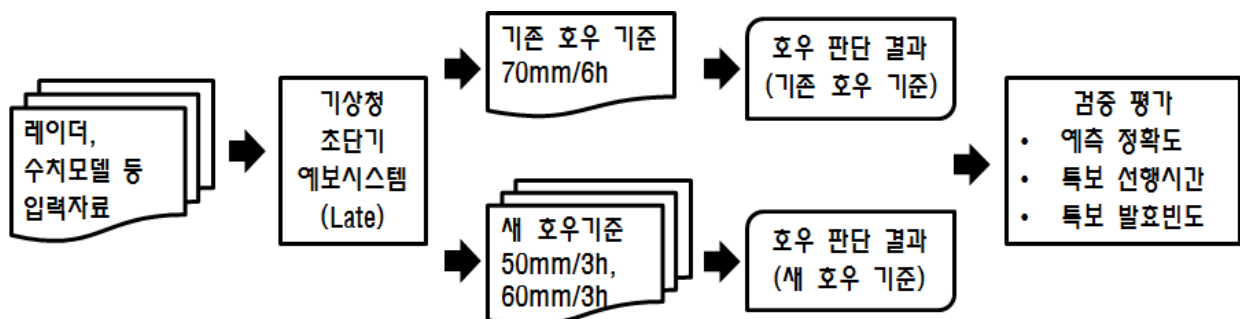 레이더,
수치모델 등
입력자료
기상청
초단기
예보시스템
(Late)
기존 호우 기준
70mm/6h
호우 판단 결과
(기존 호우 기준)
새 호우기준
50mm/3h,
60mm/3h
호우 판단 결과
(새 호우 기준)
검증 평가
• 예측 정확도
• 특보 선행시간
• 특보 발효빈도